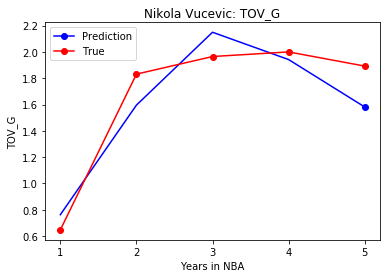 Nikola Vucevic: TOV_G
Prediction
True
2.2
2.0
1.8
1.6
1.4
1.2
1.0
0.8
0.6
TOV_G
1 2 3 4 5
Years in NBA